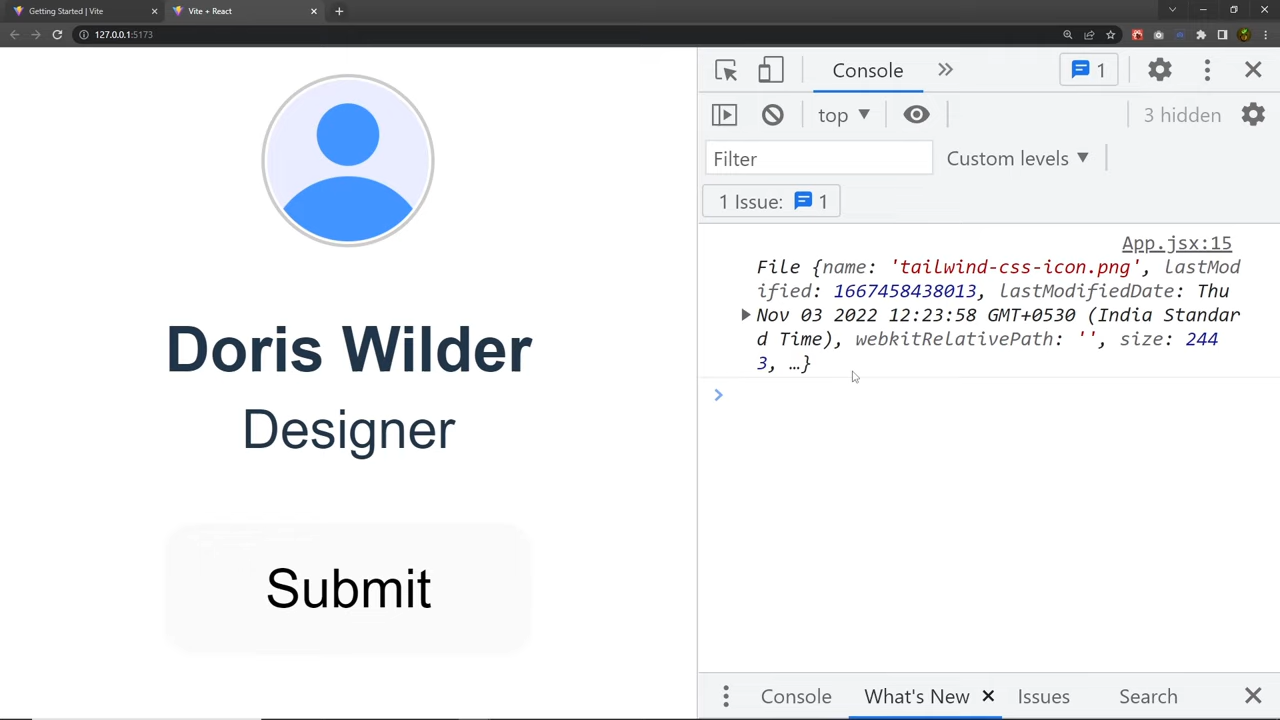 Getting Started | Vite
Vite + React
127.0.0.1:5173
Doris Wilder
Designer
Submit
Console
1
top
3 hidden
Filter
Custom levels
1 Issue: 1
App.jsx:15
File {name: 'tailwind-css-icon.png', lastMod
ified: 1667458438013, lastModifiedDate: Thu
Nov 03 2022 12:23:58 GMT+0530 (India Standar
d Time), webkitRelativePath: '', size: 244
3, …}
Console What's New Issues Search